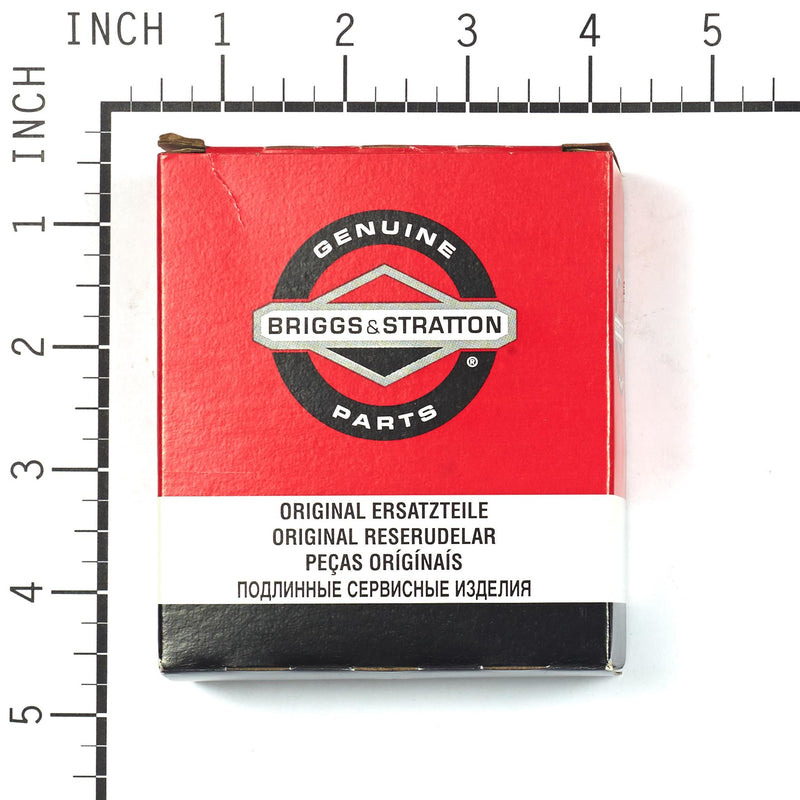 INCH 1 2 3 4 5
INCH
1
2
3
4
5
GENUINE
BRIGGS&STRATTON
®
PARTS
ORIGINAL ERSATZTEILE
ORIGINAL RESERUDELAR
PEÇAS ORÍGÍNAÍS
ПОДЛИННЫЕ СЕРВИСНЫЕ ИЗДЕЛИЯ